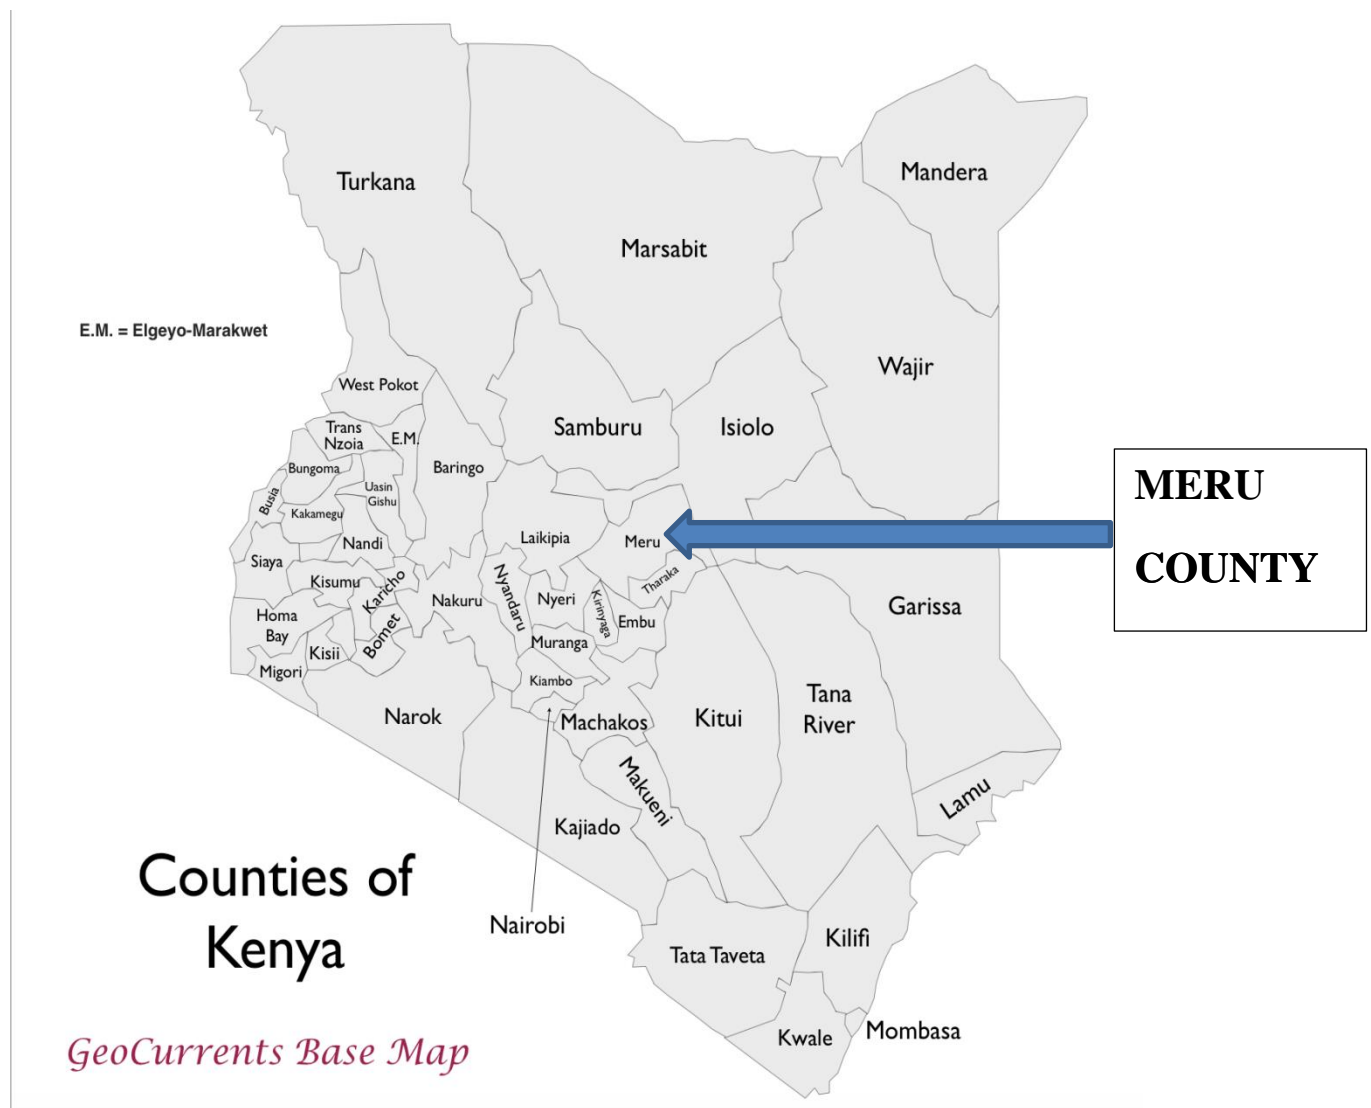 Turkana
Marsabit
Mandera
E.M. = Elgeyo-Marakwet
Wajir
West Pokot
Samburu
Isiolo
Trans
Nzoia
E.M.
Baringo
Bungoma
Uasin
Gishu
Busia
Kakamegu
Laikipia
Meru
MERU
COUNTY
Nandi
Siaya
Kisumu
Karicho
Tharaka
Nyandaru
Nyeri
Kirinyaga
Nakuru
Garissa
Homa
Bay
Embu
Bomet
Muranga
Kisii
Migori
Kiambo
Narok
Machakos
Kitui
Tana
River
Makueni
Lamu
Kajiado
Counties of
Kenya
Nairobi
Kilifi
Tata Taveta
Kwale
Mombasa
GeoCurrents Base Map